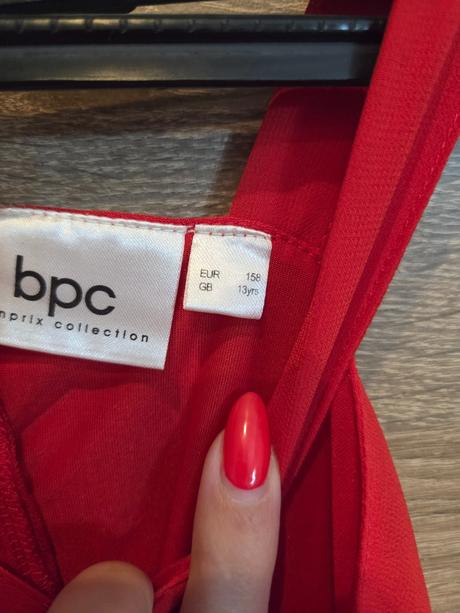 bpc
nprix collection
EUR 158
GB 13yrs